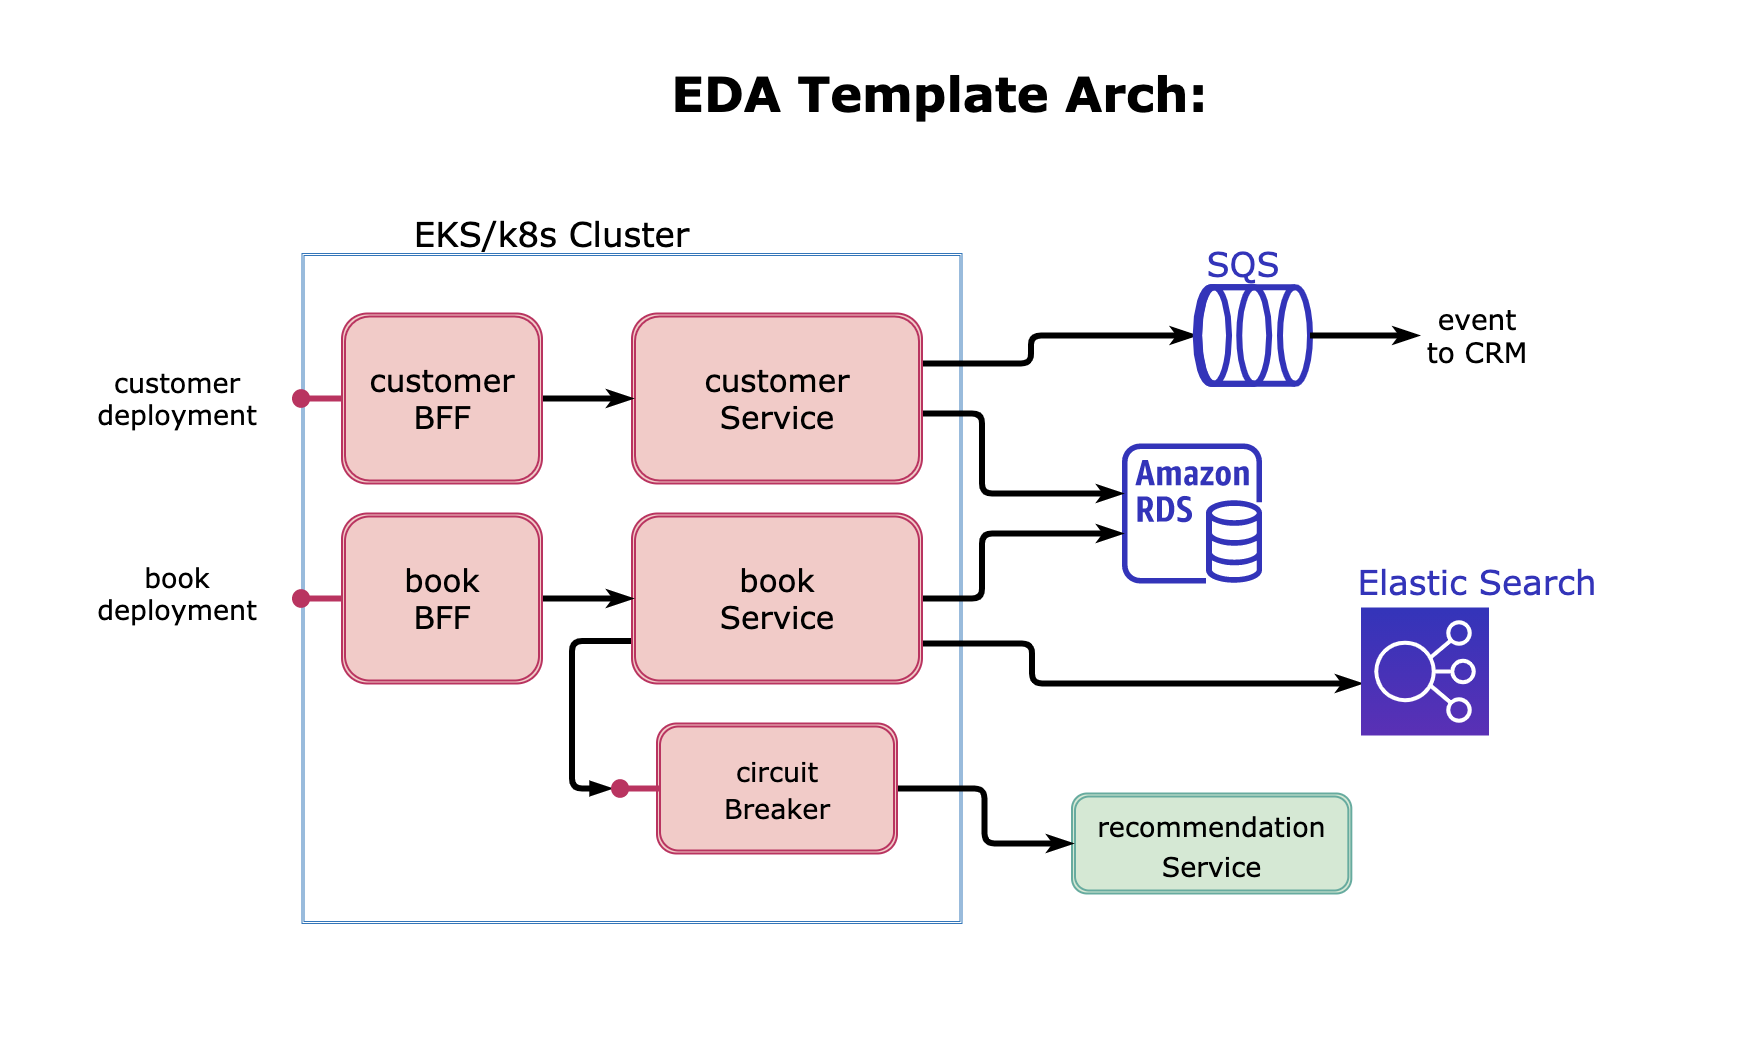 EDA Template Arch:
EKS/k8s Cluster
SQS
event
to CRM
customer
deployment
customer
BFF
customer
Service
Amazon
RDS
book
deployment
book
BFF
book
Service
Elastic Search
circuit
Breaker
recommendation
Service